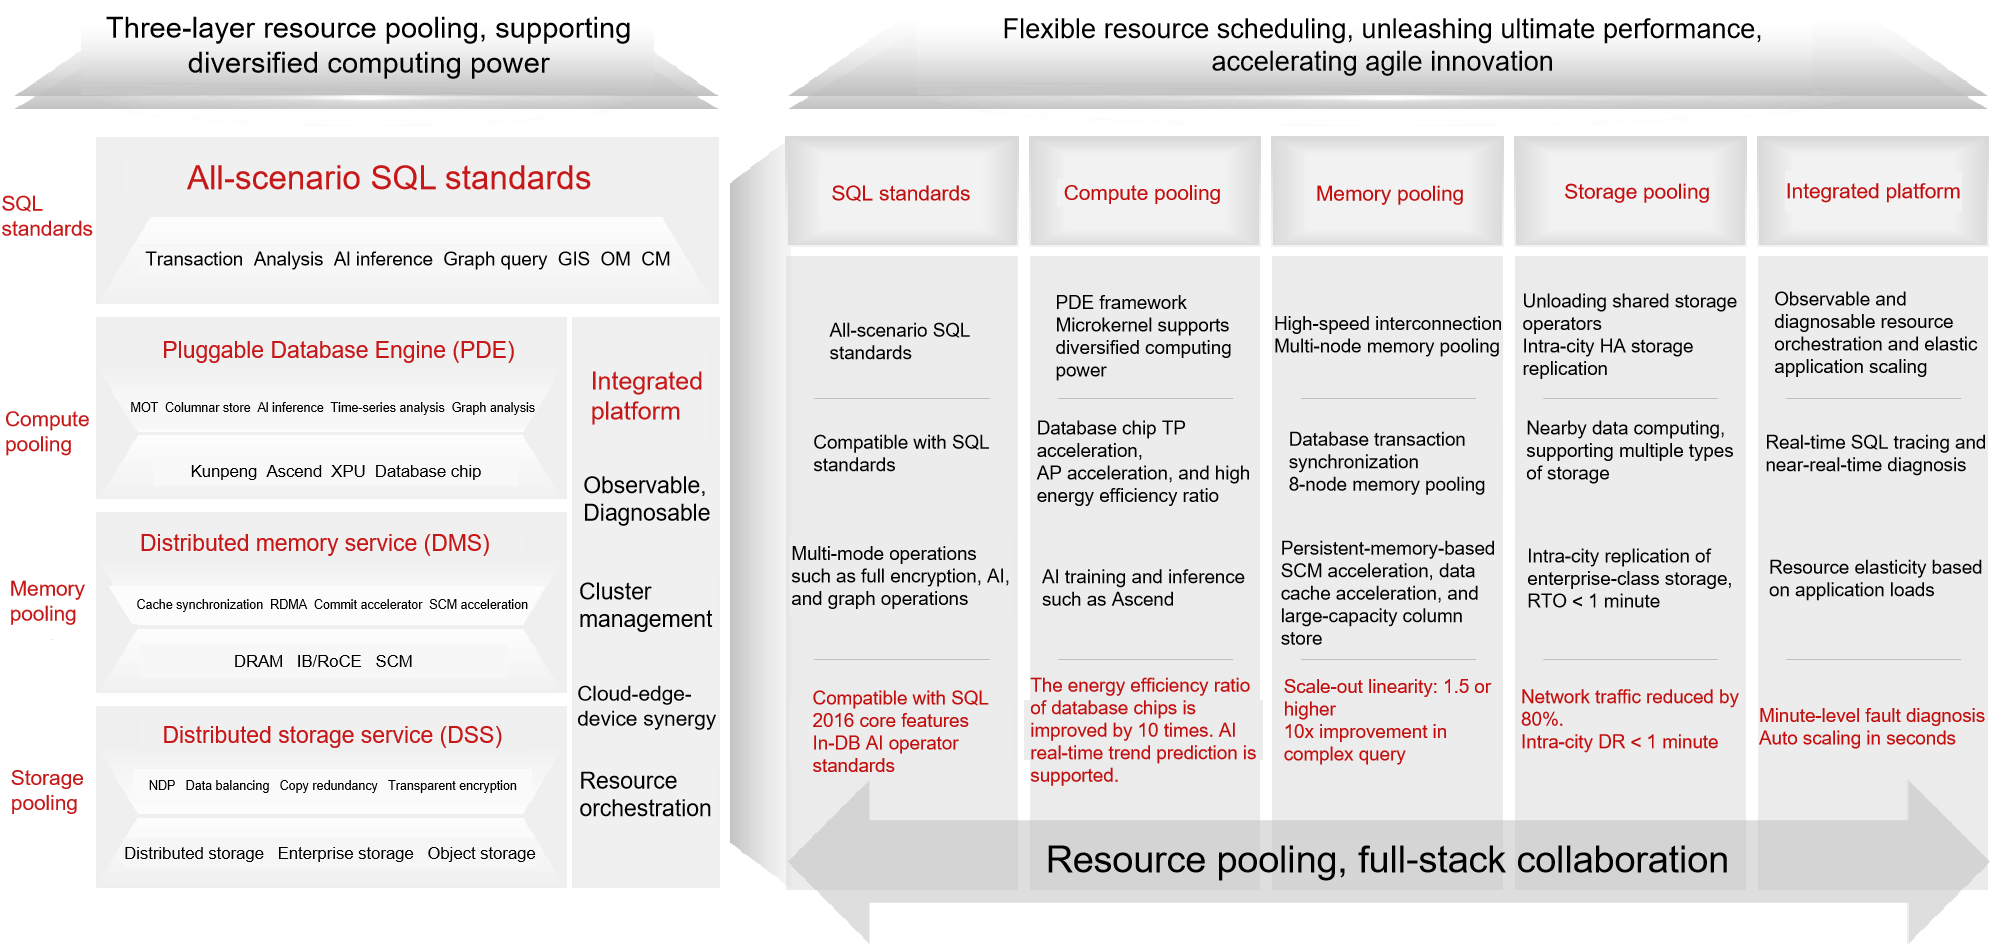 Three-layer resource pooling, supporting
diversified computing power
SQL
standards
All-scenario SQL standards
Transaction Analysis AI inference Graph query GIS OM CM
Compute
pooling
Pluggable Database Engine (PDE)
MOT Columnar store AI inference Time-series analysis Graph analysis
Kunpeng Ascend XPU Database chip
Memory
pooling
Distributed memory service (DMS)
Cache synchronization RDMA Commit accelerator SCM acceleration
DRAM IB/RoCE SCM
Storage
pooling
Distributed storage service (DSS)
NDP Data balancing Copy redundancy Transparent encryption
Distributed storage Enterprise storage Object storage
Integrated
platform
Observable,
Diagnosable
Cluster
management
Cloud-edge-
device synergy
Resource
orchestration
Flexible resource scheduling, unleashing ultimate performance,
accelerating agile innovation
SQL standards
All-scenario SQL
standards
Compatible with SQL
standards
Multi-mode operations
such as full encryption, AI,
and graph operations
Compatible with SQL
2016 core features
In-DB AI operator
standards
Compute pooling
PDE framework
Microkernel supports
diversified computing
power
Database chip TP
acceleration,
AP acceleration, and high
energy efficiency ratio
AI training and inference
such as Ascend
The energy efficiency ratio
of database chips is
improved by 10 times. AI
real-time trend prediction is
supported.
Memory pooling
High-speed interconnection
Multi-node memory pooling
Database transaction
synchronization
8-node memory pooling
Persistent-memory-based
SCM acceleration, data
cache acceleration, and
large-capacity column
store
Scale-out linearity: 1.5 or
higher
10x improvement in
complex query
Storage pooling
Unloading shared storage
operators
Intra-city HA storage
replication
Nearby data computing,
supporting multiple types
of storage
Intra-city replication of
enterprise-class storage,
RTO < 1 minute
Network traffic reduced by
80%.
Intra-city DR < 1 minute
Integrated platform
Observable and
diagnosable resource
orchestration and elastic
application scaling
Real-time SQL tracing and
near-real-time diagnosis
Resource elasticity based
on application loads
Minute-level fault diagnosis
Auto scaling in seconds
Resource pooling, full-stack collaboration